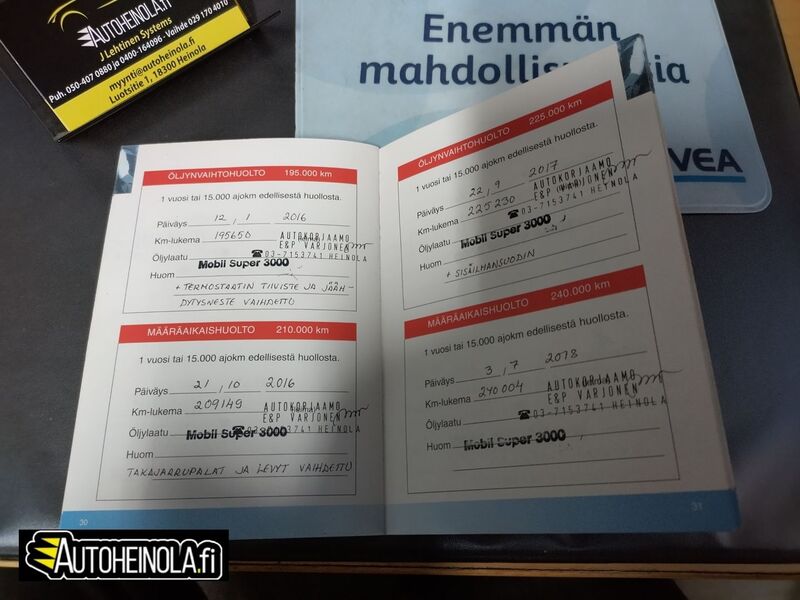 AUTOHEINOLA.fi
J Lehtinen Systems
Puh. 050-407 0880 ja 0400-164096 - Vaihde 029 170 4010
myynti@autoheinola.fi
Luotsitie 1, 18300 Heinola
Enemmän
VEA
ÖLJYNVAIHTOHUOLTO 195.000 km
1 vuosi tai 15.000 ajokm edellisestä huollosta.
Päiväys 12 / 1 2016
Km-lukema 195650 AUTOKORJAAMO
E&P VARJONEN
Öljylaatu ☎03-7153741 HEINOLA
Mobil Super 3000
Huom
+ TERMOSTAATIN TIIVISTE JA JÄÄH-
DYTYSNESTE VAIHDETTU
MÄÄRÄAIKAISHUOLTO 210.000 km
1 vuosi tai 15.000 ajokm edellisestä huollosta.
Päiväys 21 / 10 2016
Km-lukema 209149 AUTOKORJAAMO
E&P VARJONEN
Öljylaatu ☎03-7153741 HEINOLA
Mobil Super 3000
Huom
TAKAJARRUPALAT JA LEVYT VAIHDETTU
30
ÖLJYNVAIHTOHUOLTO 225.000 km
1 vuosi tai 15.000 ajokm edellisestä huollosta.
Päiväys 22 / 9 2017
Km-lukema 225230 AUTOKORJAAMO
E&P VARJONEN
Öljylaatu ☎03-7153741 HEINOLA
Mobil Super 3000
Huom
+ SISÄILMANSUODIN
MÄÄRÄAIKAISHUOLTO 240.000 km
1 vuosi tai 15.000 ajokm edellisestä huollosta.
Päiväys 3 / 7 2018
Km-lukema 240004 AUTOKORJAAMO
E&P VARJONEN
Öljylaatu ☎03-7153741 HEINOLA
Mobil Super 3000
Huom
31
AUTOHEINOLA.fi